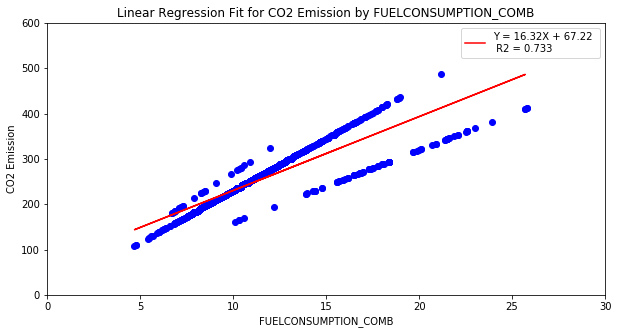 Linear Regression Fit for CO2 Emission by FUELCONSUMPTION_COMB
600
500
400
300
200
100
0
CO2 Emission
Y = 16.32X + 67.22
R2 = 0.733
0 5 10 15 20 25 30
FUELCONSUMPTION_COMB